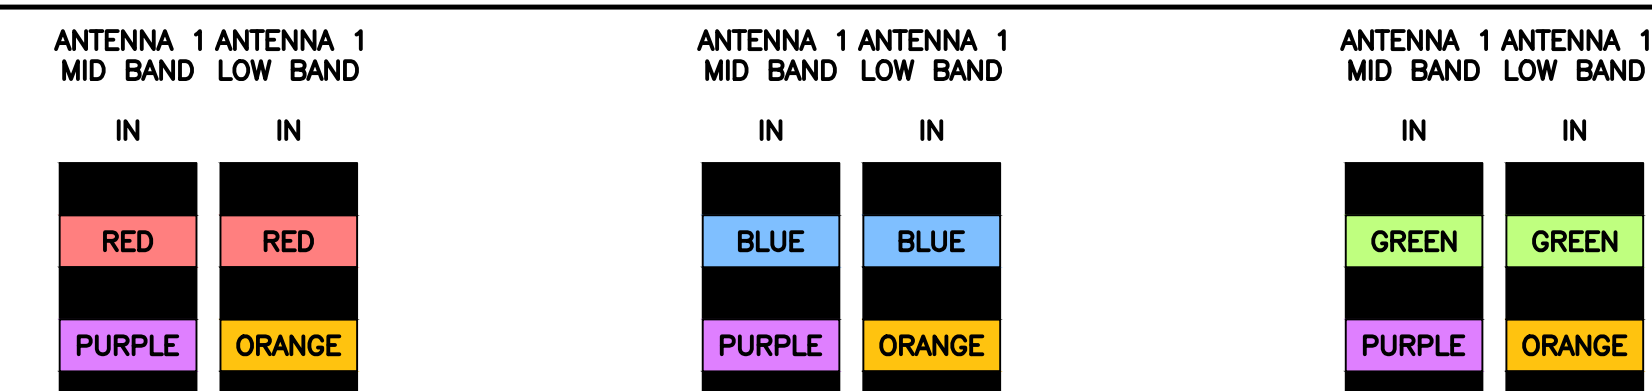 ANTENNA 1 ANTENNA 1 ANTENNA 1 ANTENNA 1 ANTENNA 1 ANTENNA 1
MID BAND LOW BAND MID BAND LOW BAND MID BAND LOW BAND
IN IN IN IN IN IN
RED RED BLUE BLUE GREEN GREEN
PURPLE ORANGE PURPLE ORANGE PURPLE ORANGE